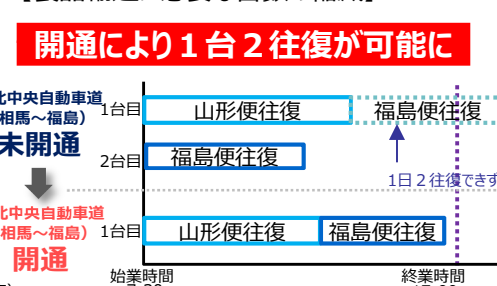 開通により１台２往復が可能に
北中央自動車道
相馬～福島）
未開通
1台目
山形便往復
福島便往復
2台目
福島便往復
1日２往復できず
北中央自動車道
相馬～福島）
開通
1台目
山形便往復
福島便往復
始業時間
終業時間